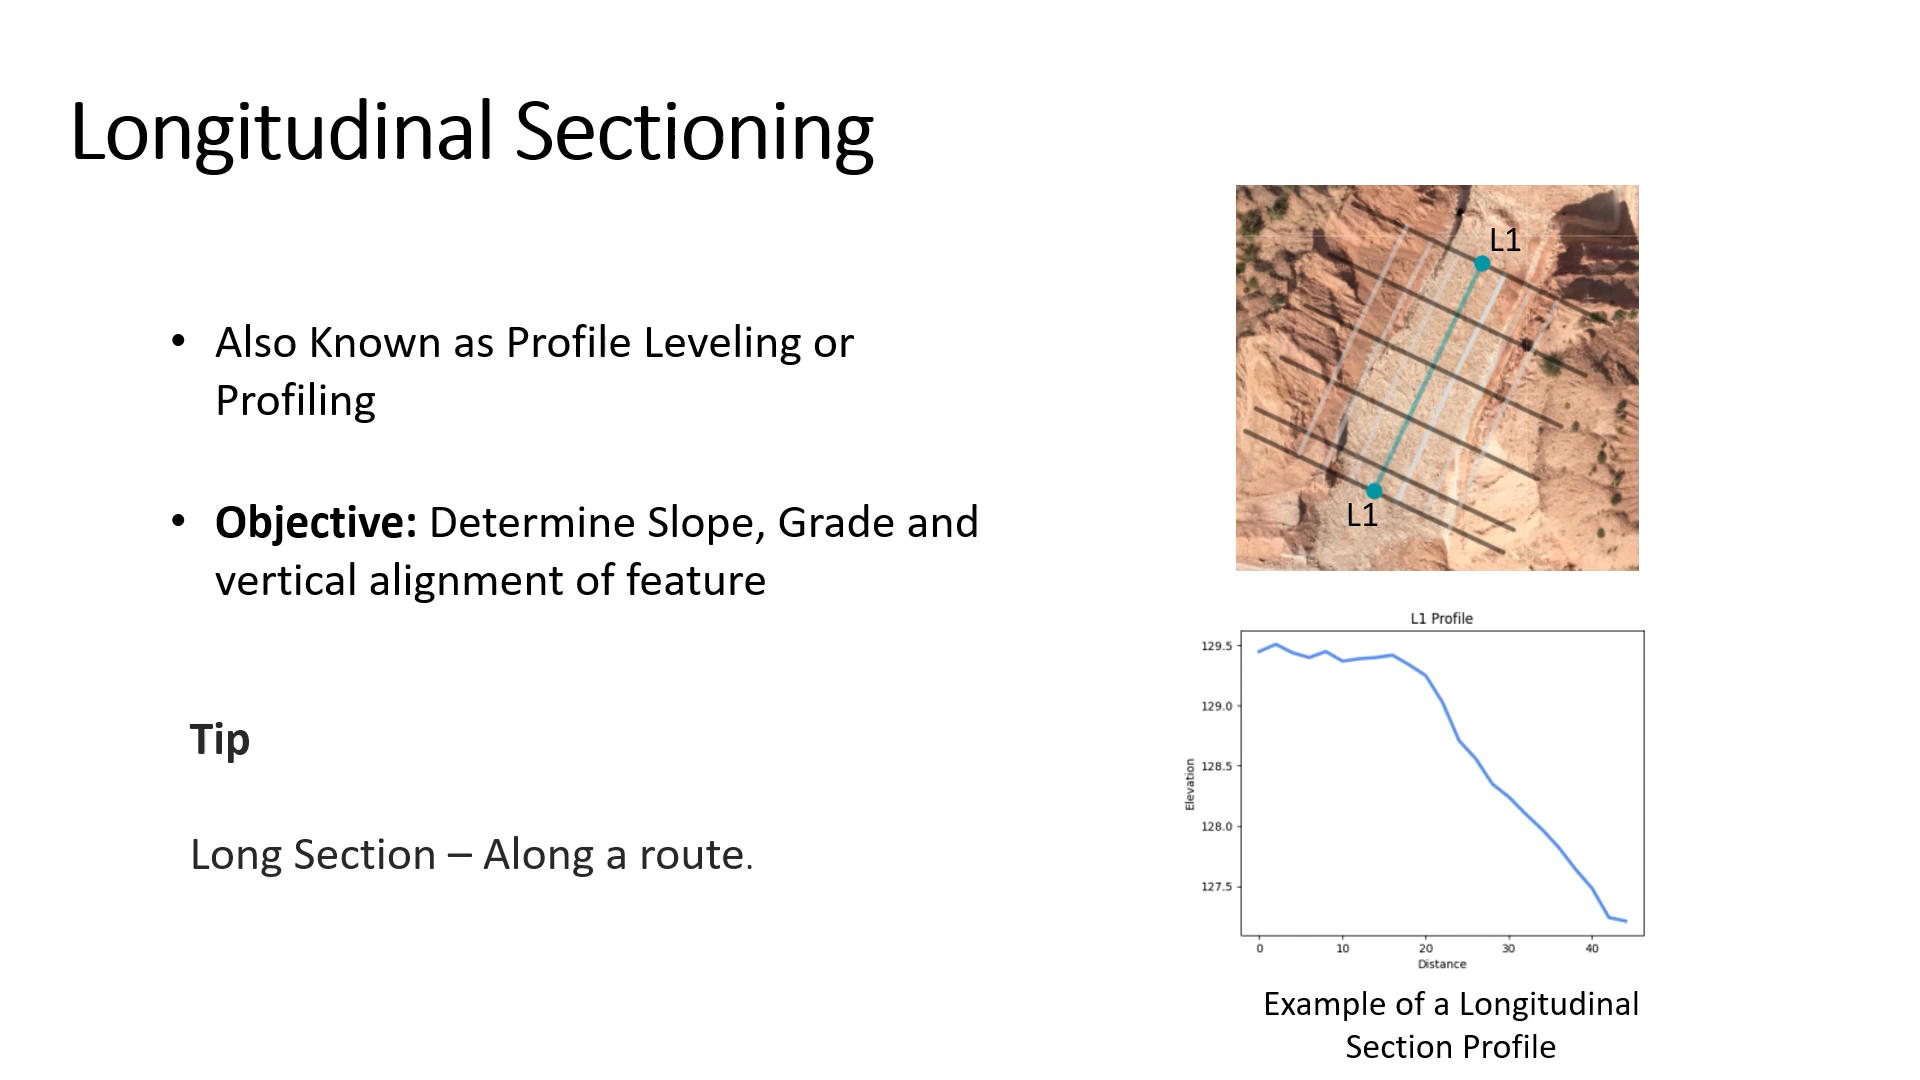 Longitudinal Sectioning
• Also Known as Profile Leveling or
Profiling
• Objective: Determine Slope, Grade and
vertical alignment of feature
Tip
Long Section – Along a route.
L1
L1
L1 Profile
129.5
129.0
128.5
128.0
127.5
Elevation
0 10 20 30 40
Distance
Example of a Longitudinal
Section Profile